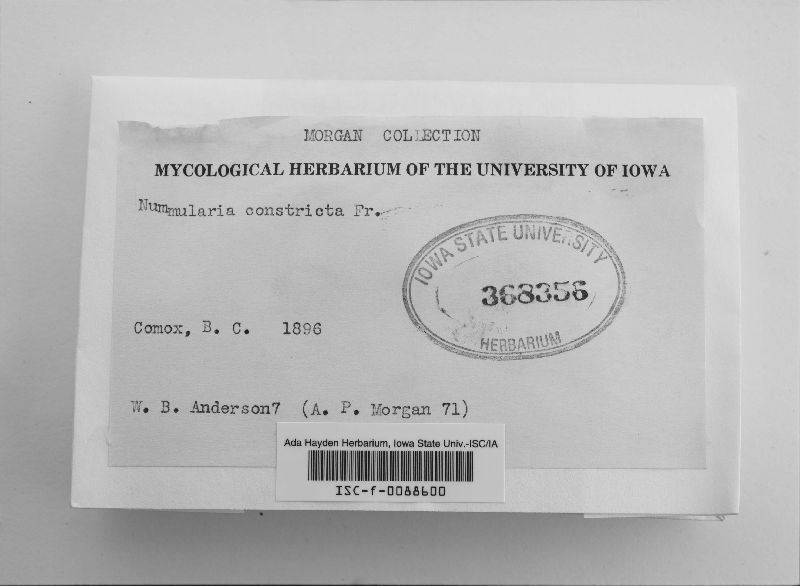 MORGAN COLLECTION
MYCOLOGICAL HERBARIUM OF THE UNIVERSITY OF IOWA
Nummularia constricta Fr.
IOWA STATE UNIVERSITY
368356
HERBARIUM
Comox, B. C. 1896
W. B. Anderson7 (A. P. Morgan 71)
Ada Hayden Herbarium, Iowa State Univ.-ISC/IA
ISC-f-0088600